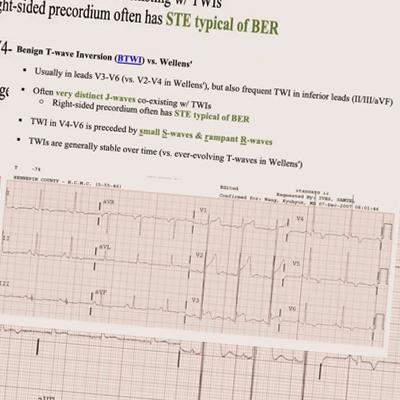 sting w/ TWIs
ght-sided precordium often has STE typical of BER
V4-
Benign T-wave Inversion (BTWI) vs. Wellens'
Usually in leads V3-V6 (vs. V2-V4 in Wellens'), but also frequent TWI in inferior leads (II/III/aVF)
Often very distinct J-waves co-existing w/ TWIs
Right-sided precordium often has STE typical of BER
TWI in V4-V6 is preceded by small S-waves & rampant R-waves
TWIs are generally stable over time (vs. ever-evolving T-waves in Wellens')
T -74
HENNEPIN COUNTY - H.C.M.C. (5-55-46)
Edited
STANDARD 12
Requested By: IVES, SAMUEL
Confirmed for: Wang, Kyuhyun, MD 07-Dec-2007 08:01:46
I aVR V1 V4
II aVL V2 V5
III aVF V3 V6